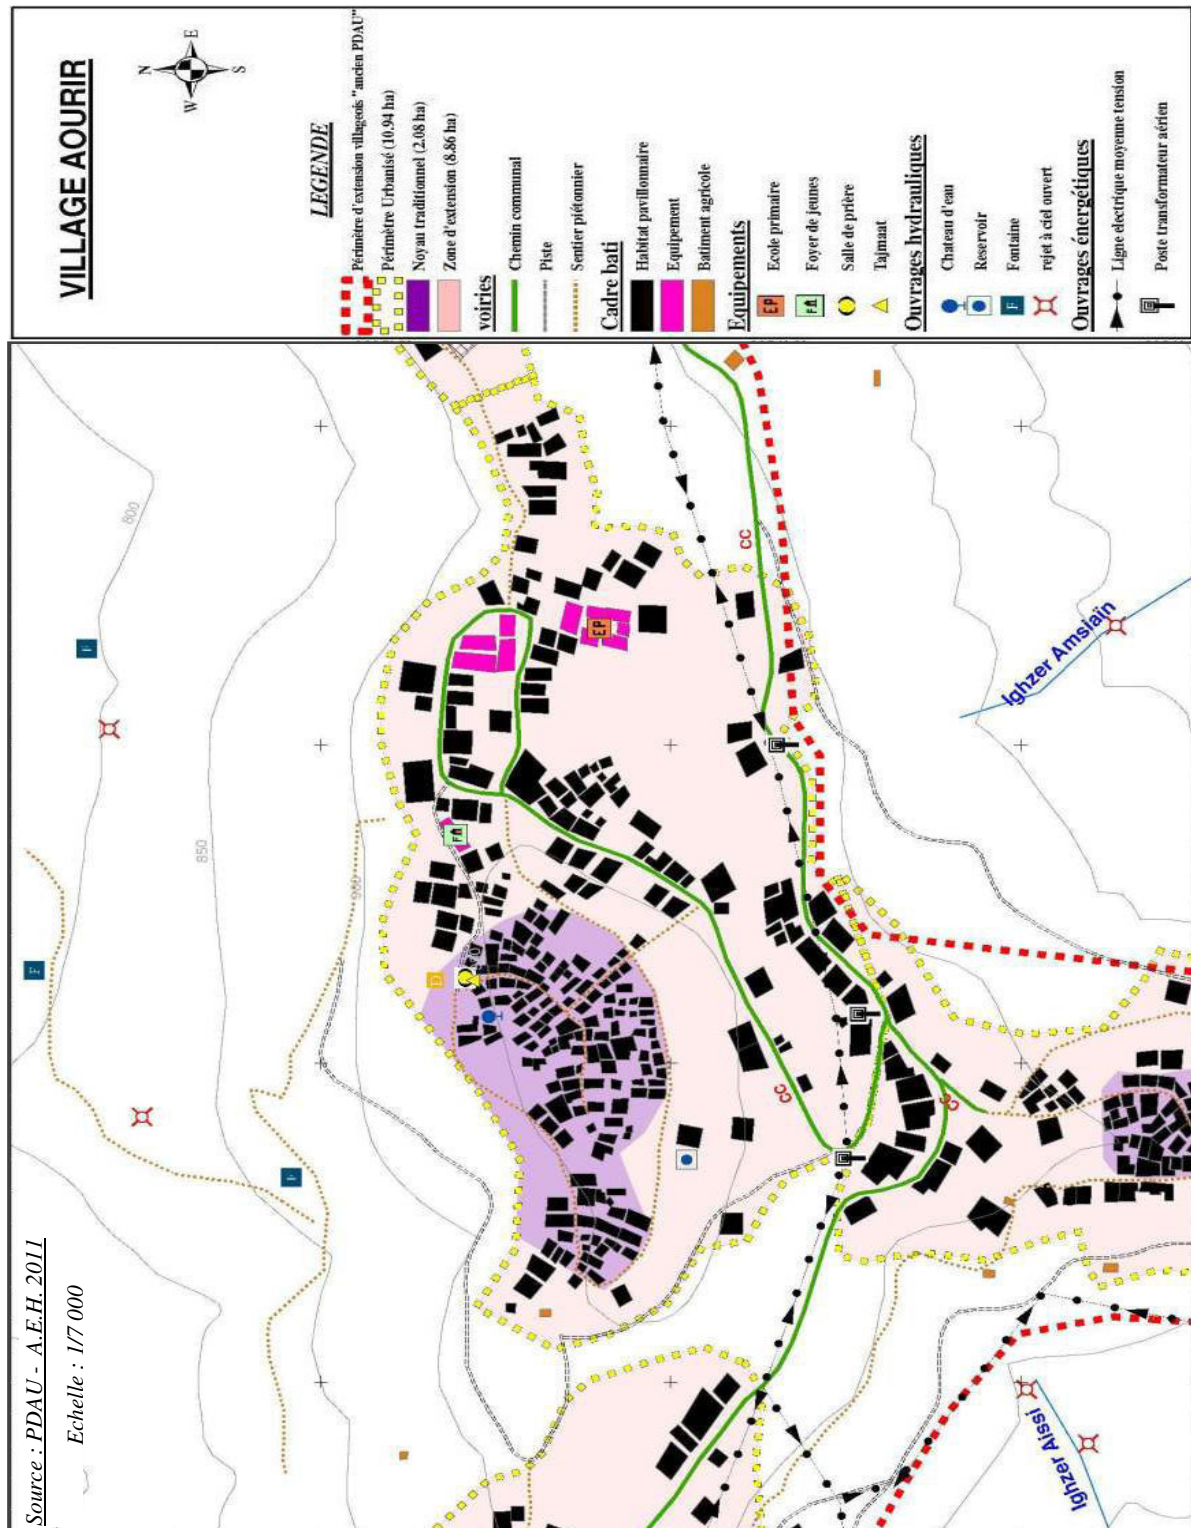 VILLAGE AOURIR
N
W
E
S
LEGENDE
Périmètre d'extension villageois "ancien PDAU"
Périmètre Urbanisé (10.94 ha)
Noyau traditionnel (2.08 ha)
Zone d'extension (8.86 ha)
voiries
Chemin communal
Piste
Sentier piétonnier
Cadre bati
Habitat pavillonnaire
Equipement
Batiment agricole
Equipements
EP Ecole primaire
Foyer de jeunes
Salle de prière
Tajmaat
Ouvrages hydrauliques
Chateau d'eau
Reservoir
F Fontaine
rejet à ciel ouvert
Ouvrages énergétiques
Ligne electrique moyenne tension
Poste transformateur aérien
800
850
900
F
F
F
D
EP
CC
CC
CC
Ighzer Amsiaïn
Ighzer Aissi
Source : PDAU - A.E.H. 2011
Echelle : 1/7 000